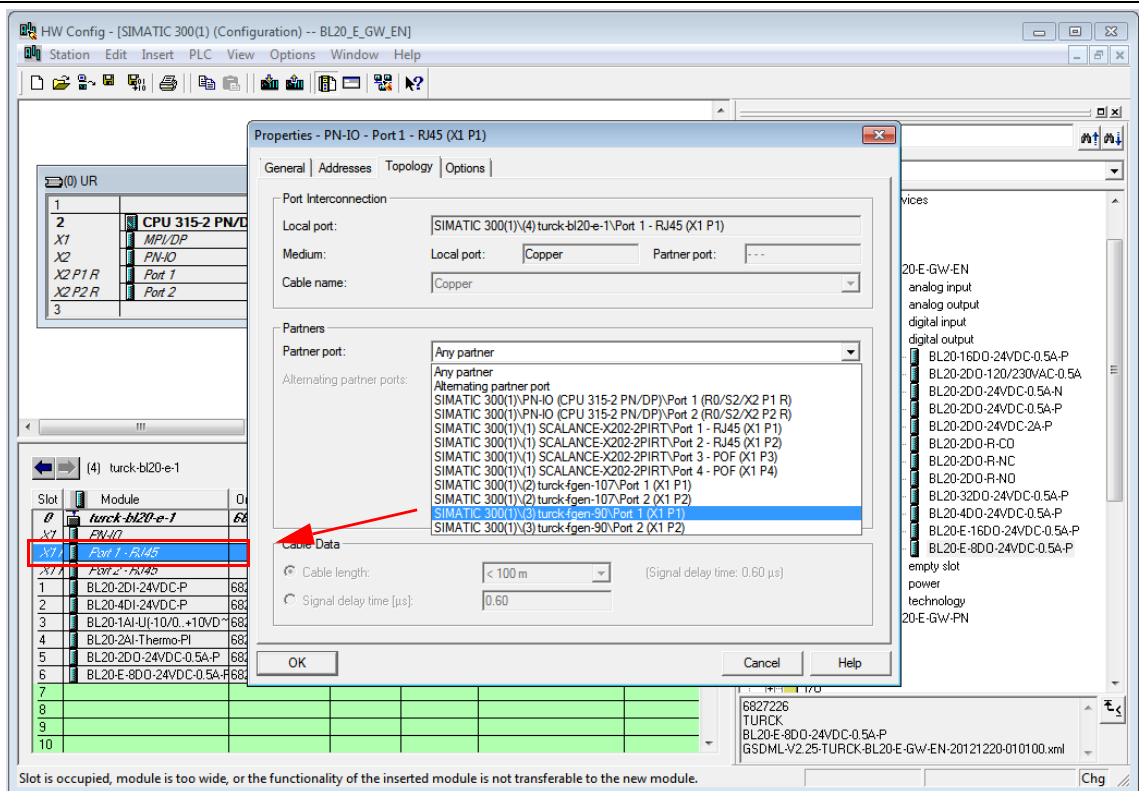 HW Config - [SIMATIC 300(1) (Configuration) -- BL20_E_GW_EN]
Station Edit Insert PLC View Options Window Help
(0) UR
1
2 CPU 315-2 PN/D
X1 MPI/DP
X2 PN-IO
X2 P1 R Port 1
X2 P2 R Port 2
3
Properties - PN-IO - Port 1 - RJ45 (X1 P1)
General Addresses Topology Options
Port Interconnection
Local port: SIMATIC 300(1)\(4) turck-bl20-e-1\Port 1 - RJ45 (X1 P1)
Medium: Local port: Copper Partner port: - - -
Cable name: Copper
Partners
Partner port: Any partner
Alternating partner ports:
Any partner
Alternating partner port
SIMATIC 300(1)\PN-IO (CPU 315-2 PN/DP)\Port 1 (R0/S2/X2 P1 R)
SIMATIC 300(1)\PN-IO (CPU 315-2 PN/DP)\Port 2 (R0/S2/X2 P2 R)
SIMATIC 300(1)\(1) SCALANCE-X202-2PIRT\Port 1 - RJ45 (X1 P1)
SIMATIC 300(1)\(1) SCALANCE-X202-2PIRT\Port 2 - RJ45 (X1 P2)
SIMATIC 300(1)\(1) SCALANCE-X202-2PIRT\Port 3 - POF (X1 P3)
SIMATIC 300(1)\(1) SCALANCE-X202-2PIRT\Port 4 - POF (X1 P4)
SIMATIC 300(1)\(2) turck-fgen-107\Port 1 (X1 P1)
SIMATIC 300(1)\(2) turck-fgen-107\Port 2 (X1 P2)
SIMATIC 300(1)\(3) turck-fgen-90\Port 1 (X1 P1)
SIMATIC 300(1)\(3) turck-fgen-90\Port 2 (X1 P2)
Cable Data
Cable length: < 100 m (Signal delay time: 0.60 µs)
Signal delay time [µs]: 0.60
OK Cancel Help
vices
20-E-GW-EN
analog input
analog output
digital input
digital output
BL20-16DO-24VDC-0.5A-P
BL20-2DO-120/230VAC-0.5A
BL20-2DO-24VDC-0.5A-N
BL20-2DO-24VDC-0.5A-P
BL20-2DO-24VDC-2A-P
BL20-2DO-R-CO
BL20-2DO-R-NC
BL20-2DO-R-NO
BL20-32DO-24VDC-0.5A-P
BL20-4DO-24VDC-0.5A-P
BL20-E-16DO-24VDC-0.5A-P
BL20-E-8DO-24VDC-0.5A-P
empty slot
power
technology
20-E-GW-PN
I/O
(4) turck-bl20-e-1
Slot Module
0 turck-bl20-e-1 68
X1 PN-IO
X1 Port 1 - RJ45
X1 Port 2 - RJ45
1 BL20-2DI-24VDC-P 682
2 BL20-4DI-24VDC-P 682
3 BL20-1AI-U(-10/0..+10VD~ 682
4 BL20-2AI-Thermo-PI 682
5 BL20-2DO-24VDC-0.5A-P 682
6 BL20-E-8DO-24VDC-0.5A-P 682
7
8
9
10
6827226
TURCK
BL20-E-8DO-24VDC-0.5A-P
GSDML-V2.25-TURCK-BL20-E-GW-EN-20121220-010100.xml
Slot is occupied, module is too wide, or the functionality of the inserted module is not transferable to the new module.
Chg